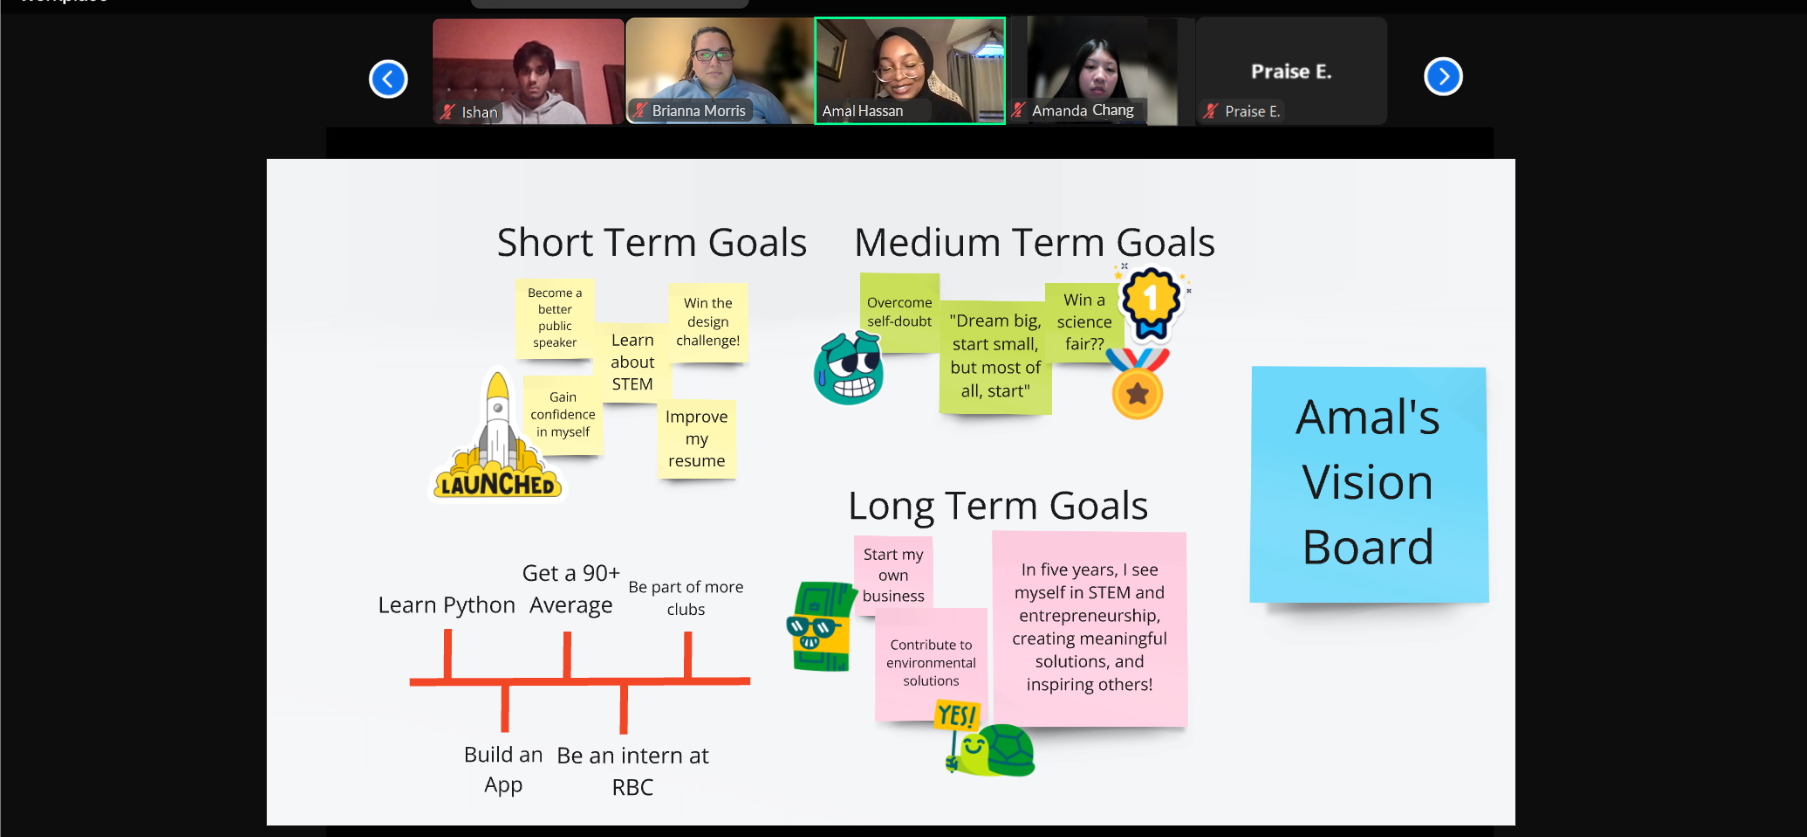 Workplace
Ishan
Brianna Morris
Amal Hassan
Amanda Chang
Praise E.
Praise E.
Short Term Goals
Become a
better
public
speaker
Learn
about
STEM
Win the
design
challenge!
Gain
confidence
in myself
Improve
my
resume
LAUNCHED
Medium Term Goals
Overcome
self-doubt
"Dream big,
start small,
but most of
all, start"
Win a
science
fair??
1
Long Term Goals
Start my
own
business
Contribute to
environmental
solutions
YES!
In five years, I see
myself in STEM and
entrepreneurship,
creating meaningful
solutions, and
inspiring others!
Amal's
Vision
Board
Learn Python
Get a 90+
Average
Be part of more
clubs
Build an
App
Be an intern at
RBC